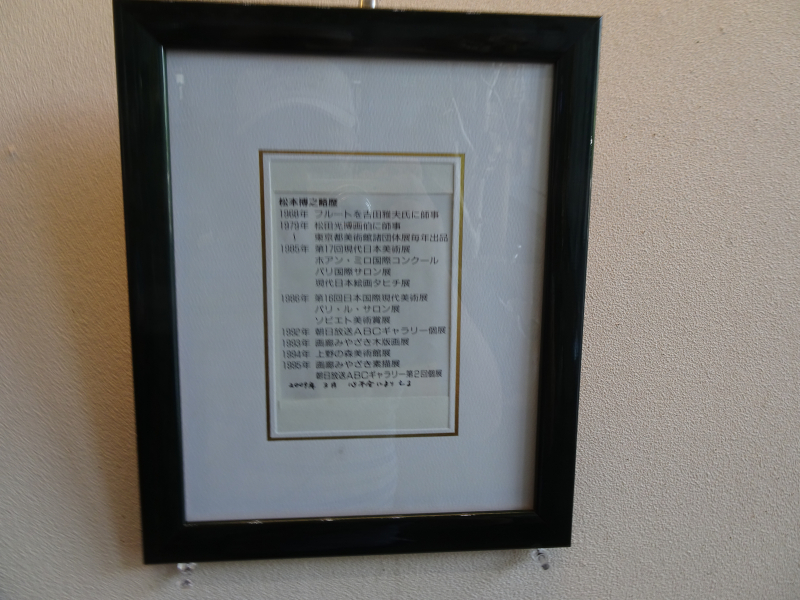 松本博之略歴
1968年 フルートを吉田雅夫氏に師事
1979年 松田光博画伯に師事
〜 東京都美術館諸団体展毎年出品
1985年 第17回現代日本美術展
ホアン・ミロ国際コンクール
パリ国際サロン展
現代日本絵画タヒチ展
1986年 第16回日本国際現代美術展
パリ・ル・サロン展
ソビエト美術賞展
1992年 朝日放送ABCギャラリー個展
1993年 画廊みやざき木版画展
1994年 上野の森美術館展
1995年 画廊みやざき素描展
朝日放送ABCギャラリー第2回個展